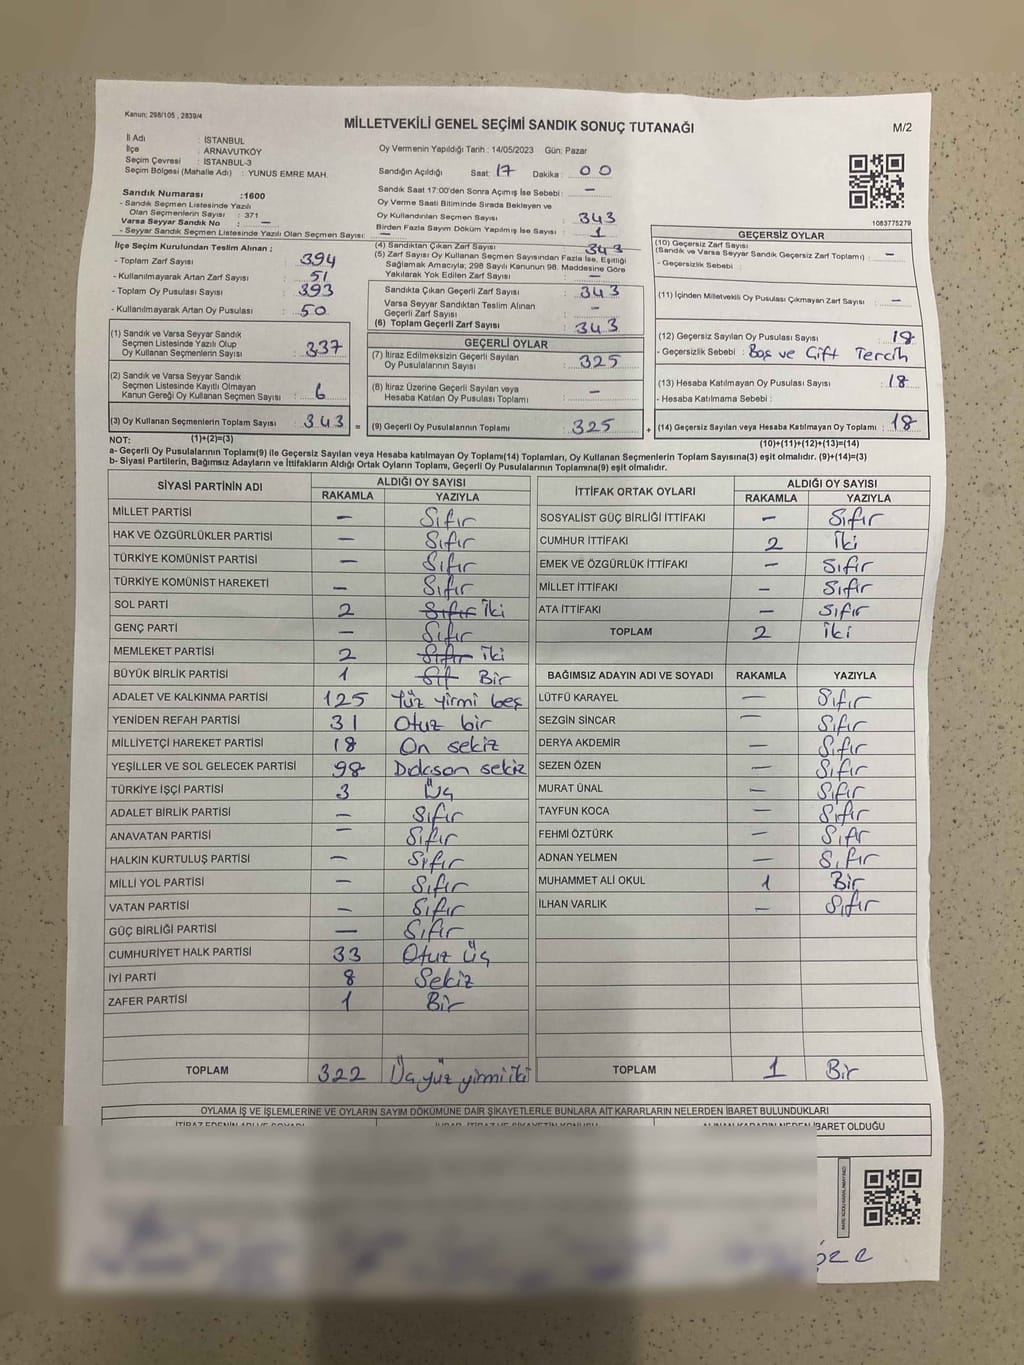 Kanun; 298/105 , 2839/4
MİLLETVEKİLİ GENEL SEÇİMİ SANDIK SONUÇ TUTANAĞI
M/2
İl Adı : İSTANBUL
İlçe : ARNAVUTKÖY
Seçim Çevresi : İSTANBUL-3
Seçim Bölgesi (Mahalle Adı) : YUNUS EMRE MAH.
Oy Vermenin Yapıldığı Tarih : 14/05/2023 Gün: Pazar
Sandığın Açıldığı Saat: 17 Dakika : 00
Sandık Saat 17:00'den Sonra Açımış İse Sebebi : —
Oy Verme Saati Bitiminde Sırada Bekleyen ve
Oy Kullandırılan Seçmen Sayısı : 343
Birden Fazla Sayım Döküm Yapılmış İse Sayısı : 1
Sandık Numarası :1600
- Sandık Seçmen Listesinde Yazılı
Olan Seçmenlerin Sayısı : 371
Varsa Seyyar Sandık No : —
- Seyyar Sandık Seçmen Listesinde Yazılı Olan Seçmen Sayısı: —
1083775279
İlçe Seçim Kurulundan Teslim Alınan ;
- Toplam Zarf Sayısı : 394
- Kullanılmayarak Artan Zarf Sayısı : 51
- Toplam Oy Pusulası Sayısı : 393
- Kullanılmayarak Artan Oy Pusulası : 50
(1) Sandık ve Varsa Seyyar Sandık
Seçmen Listesinde Yazılı Olup
Oy Kullanan Seçmenlerin Sayısı : 337
(2) Sandık ve Varsa Seyyar Sandık
Seçmen Listesinde Kayıtlı Olmayan
Kanun Gereği Oy Kullanan Seçmen Sayısı : 6
(3) Oy Kullanan Seçmenlerin Toplam Sayısı : 343 =
(4) Sandıktan Çıkan Zarf Sayısı : 343
(5) Zarf Sayısı Oy Kullanan Seçmen Sayısından Fazla İse, Eşitliği
Sağlamak Amacıyla; 298 Sayılı Kanunun 98. Maddesine Göre
Yakılarak Yok Edilen Zarf Sayısı : —
Sandıkta Çıkan Geçerli Zarf Sayısı : 343
Varsa Seyyar Sandıktan Teslim Alınan
Geçerli Zarf Sayısı : —
(6) Toplam Geçerli Zarf Sayısı : 343
GEÇERLİ OYLAR
(7) İtiraz Edilmeksizin Geçerli Sayılan
Oy Pusulalarının Sayısı : 325
(8) İtiraz Üzerine Geçerli Sayılan veya
Hesaba Katılan Oy Pusulası Toplamı : —
(9) Geçerli Oy Pusulalarının Toplamı : 325 +
GEÇERSİZ OYLAR
(10) Geçersiz Zarf Sayısı
(Sandık ve Varsa Seyyar Sandık Geçersiz Zarf Toplamı) : —
- Geçersizlik Sebebi :
(11) İçinden Milletvekili Oy Pusulası Çıkmayan Zarf Sayısı : —
(12) Geçersiz Sayılan Oy Pusulası Sayısı : 18
- Geçersizlik Sebebi : Boş ve Çift Tercih
(13) Hesaba Katılmayan Oy Pusulası Sayısı : 18
- Hesaba Katılmama Sebebi :
(14) Geçersiz Sayılan veya Hesaba Katılmayan Oy Toplamı : 18
NOT: (1)+(2)=(3) (10)+(11)+(12)+(13)=(14)
a- Geçerli Oy Pusulalarının Toplamı(9) ile Geçersiz Sayılan veya Hesaba katılmayan Oy Toplamı(14) Toplamları, Oy Kullanan Seçmenlerin Toplam Sayısına(3) eşit olmalıdır. (9)+(14)=(3)
b- Siyasi Partilerin, Bağımsız Adayların ve İttifakların Aldığı Ortak Oyların Toplamı, Geçerli Oy Pusulalarının Toplamına(9) eşit olmalıdır.
SİYASİ PARTİNİN ADI ALDIĞI OY SAYISI
RAKAMLA YAZIYLA
MİLLET PARTİSİ — Sıfır
HAK VE ÖZGÜRLÜKLER PARTİSİ — Sıfır
TÜRKİYE KOMÜNİST PARTİSİ — Sıfır
TÜRKİYE KOMÜNİST HAREKETİ — Sıfır
SOL PARTİ 2 Sıfır İki
GENÇ PARTİ — Sıfır
MEMLEKET PARTİSİ 2 Sıfır İki
BÜYÜK BİRLİK PARTİSİ 1 Sıf Bir
ADALET VE KALKINMA PARTİSİ 125 Yüz yirmi beş
YENİDEN REFAH PARTİSİ 31 Otuz bir
MİLLİYETÇİ HAREKET PARTİSİ 18 On sekiz
YEŞİLLER VE SOL GELECEK PARTİSİ 98 Doksan sekiz
TÜRKİYE İŞÇİ PARTİSİ 3 Üç
ADALET BİRLİK PARTİSİ — Sıfır
ANAVATAN PARTİSİ — Sıfır
HALKIN KURTULUŞ PARTİSİ — Sıfır
MİLLİ YOL PARTİSİ — Sıfır
VATAN PARTİSİ — Sıfır
GÜÇ BİRLİĞİ PARTİSİ — Sıfır
CUMHURİYET HALK PARTİSİ 33 Otuz üç
İYİ PARTİ 8 Sekiz
ZAFER PARTİSİ 1 Bir
TOPLAM 322 Üçyüz yirmi iki
İTTİFAK ORTAK OYLARI ALDIĞI OY SAYISI
RAKAMLA YAZIYLA
SOSYALİST GÜÇ BİRLİĞİ İTTİFAKI — Sıfır
CUMHUR İTTİFAKI 2 İki
EMEK VE ÖZGÜRLÜK İTTİFAKI — Sıfır
MİLLET İTTİFAKI — Sıfır
ATA İTTİFAKI — Sıfır
TOPLAM 2 İki
BAĞIMSIZ ADAYIN ADI VE SOYADI RAKAMLA YAZIYLA
LÜTFÜ KARAYEL — Sıfır
SEZGİN SİNCAR — Sıfır
DERYA AKDEMİR — Sıfır
SEZEN ÖZEN — Sıfır
MURAT ÜNAL — Sıfır
TAYFUN KOCA — Sıfır
FEHMİ ÖZTÜRK — Sıfır
ADNAN YELMEN — Sıfır
MUHAMMET ALİ OKUL 1 Bir
İLHAN VARLIK — Sıfır
TOPLAM 1 Bir
OYLAMA İŞ VE İŞLEMLERİNE VE OYLARIN SAYIM DÖKÜMÜNE DAİR ŞİKAYETLERLE BUNLARA AİT KARARLARIN NELERDEN İBARET BULUNDUKLARI
İBARET OLDUĞU